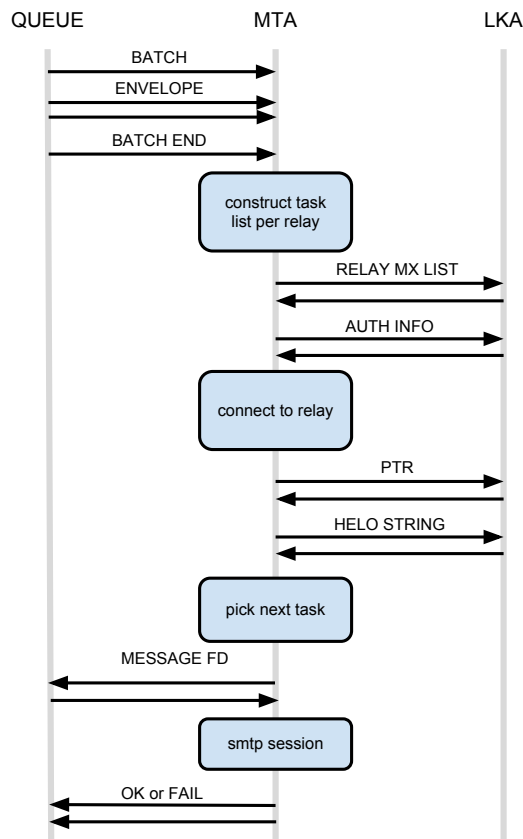 QUEUE MTA LKA
BATCH
ENVELOPE
BATCH END
construct task
list per relay
RELAY MX LIST
AUTH INFO
connect to relay
PTR
HELO STRING
pick next task
MESSAGE FD
smtp session
OK or FAIL